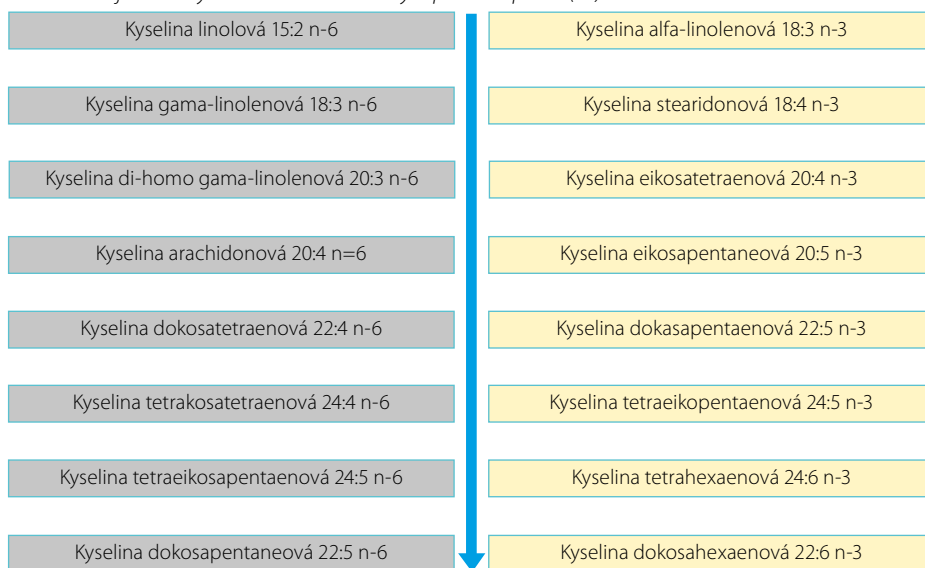 Kyselina linolová 15:2 n-6
Kyselina alfa-linolenová 18:3 n-3
Kyselina gama-linolenová 18:3 n-6
Kyselina stearidonová 18:4 n-3
Kyselina di-homo gama-linolenová 20:3 n-6
Kyselina eikosatetraenová 20:4 n-3
Kyselina arachidonová 20:4 n=6
Kyselina eikosapentaneová 20:5 n-3
Kyselina dokosatetraenová 22:4 n-6
Kyselina dokasapentaenová 22:5 n-3
Kyselina tetrakosatetraenová 24:4 n-6
Kyselina tetraeikopentaenová 24:5 n-3
Kyselina tetraeikosapentaenová 24:5 n-6
Kyselina tetrahexaenová 24:6 n-3
Kyselina dokosapentaneová 22:5 n-6
Kyselina dokosahexaenová 22:6 n-3